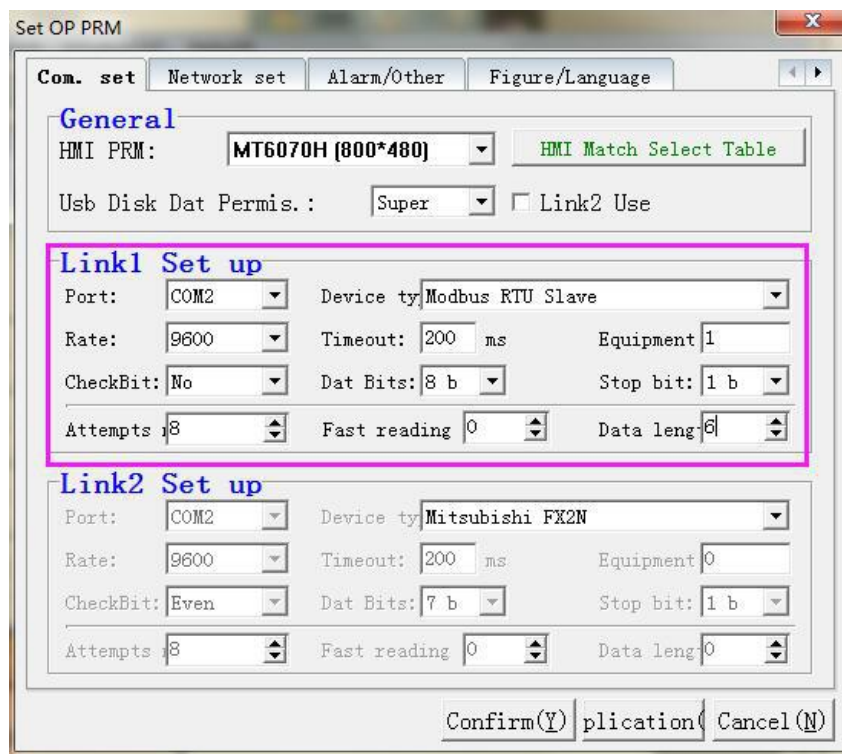 Set OP PRM
Com. set Network set Alarm/Other Figure/Language
General
HMI PRM: MT6070H (800*480) HMI Match Select Table
Usb Disk Dat Permis.: Super Link2 Use
Link1 Set up
Port: COM2 Device ty Modbus RTU Slave
Rate: 9600 Timeout: 200 ms Equipment 1
CheckBit: No Dat Bits: 8 b Stop bit: 1 b
Attempts 8 Fast reading 0 Data leng 6
Link2 Set up
Port: COM2 Device ty Mitsubishi FX2N
Rate: 9600 Timeout: 200 ms Equipment 0
CheckBit: Even Dat Bits: 7 b Stop bit: 1 b
Attempts 8 Fast reading 0 Data leng 0
Confirm(Y) plication( Cancel(N)